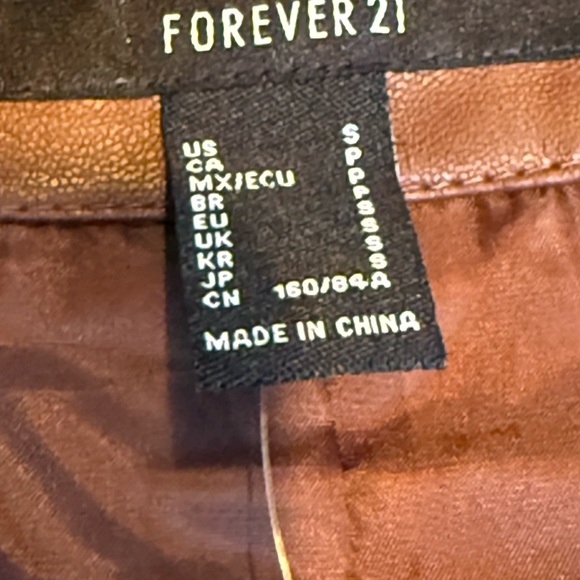 FOREVER 21
US S
CA P
MX/ECU P
BR P
EU S
UK S
KR S
JP S
CN 160/84A
MADE IN CHINA